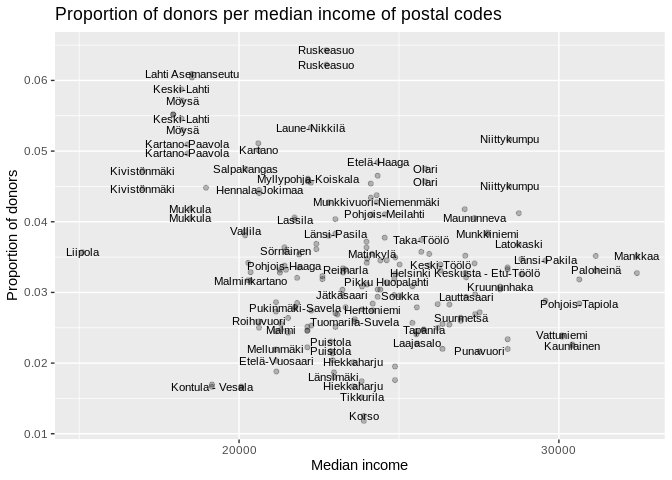 Proportion of donors per median income of postal codes
Ruskeasuo
Ruskeasuo
Lahti Asemanseutu
0.06
Keski-Lahti
Möysä
Keski-Lahti
Laune-Nikkilä
Möysä
Niittykumpu
Kartano-Paavola
0.05
Kartano
Kartano-Paavola
Etelä-Haaga
Kivistönmäki
Salpakangas
Olari
Myllypohja-Koiskala
Olari
Kivistönmäki
Hennala-Jokimaa
Niittykumpu
Munkkivuori-Niemenmäki
Mukkula
Pohjois-Meilahti
Mukkula
Lassila
Maununneva
0.04
Vallila
Länsi-Pasila
Munkkiniemi
Taka-Töölö
Latokaski
Liipola
Sörnäinen
Matinkylä
Mankkaa
Länsi-Pakila
Pohjois-Haaga
Reimarla
Keski-Töölö
Paloheinä
Helsinki Keskusta - Etu-Töölö
Malminkartano
Pikku Huopalahti
Kruununhaka
0.03
Jätkäsaari
Soukka
Lauttasaari
Pohjois-Tapiola
Pukinmäki-Savela
Herttoniemi
Roihuvuori
Tuomarila-Suvela
Suurmetsä
Malmi
Tapanila
Vattuniemi
Puistola
Laajasalo
Kauniainen
Mellunmäki
Puistola
Punavuori
Etelä-Vuosaari
Hiekkaharju
0.02
Länsimäki
Kontula - Vesala
Hiekkaharju
Tikkurila
Korso
0.01
20000
30000
Median income
Proportion of donors